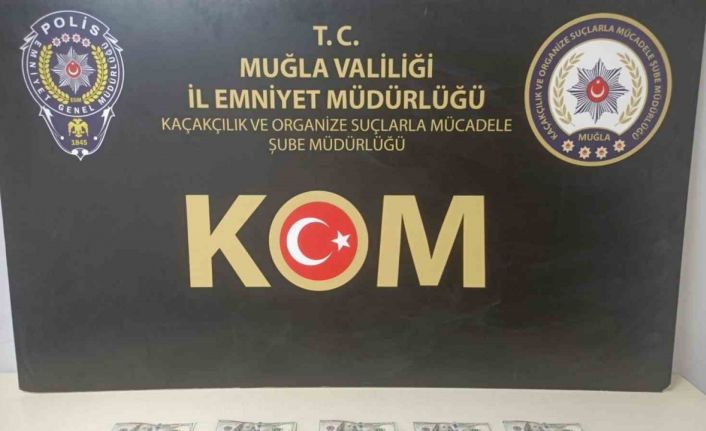 POLİS
EMNİYET GENEL MÜDÜRLÜĞÜ
EGM
1845
T. C.
MUĞLA VALİLİĞİ
İL EMNİYET MÜDÜRLÜĞÜ
KAÇAKÇILIK VE ORGANİZE SUÇLARLA MÜCADELE
ŞUBE MÜDÜRLÜĞÜ
KAÇAKÇILIK VE ORGANİZE SUÇLARLA MÜCADELE ŞUBE MÜDÜRLÜĞÜ
MUĞLA
KOM